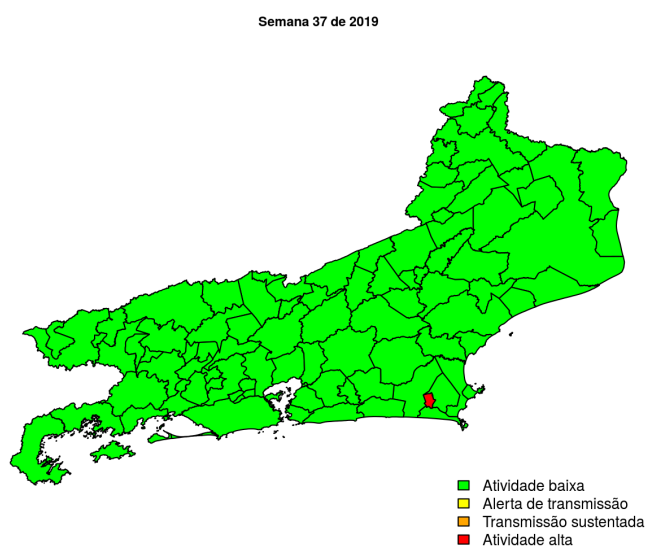 Semana 37 de 2019
Atividade baixa
Alerta de transmissão
Transmissão sustentada
Atividade alta